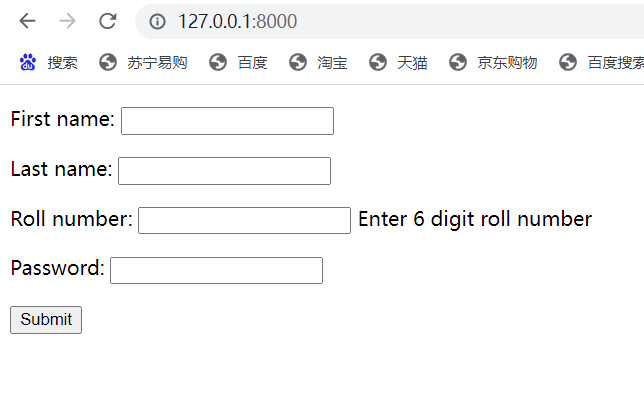 127.0.0.1:8000
搜索 苏宁易购 百度 淘宝 天猫 京东购物 百度搜索
First name:
Last name:
Roll number: Enter 6 digit roll number
Password:
Submit